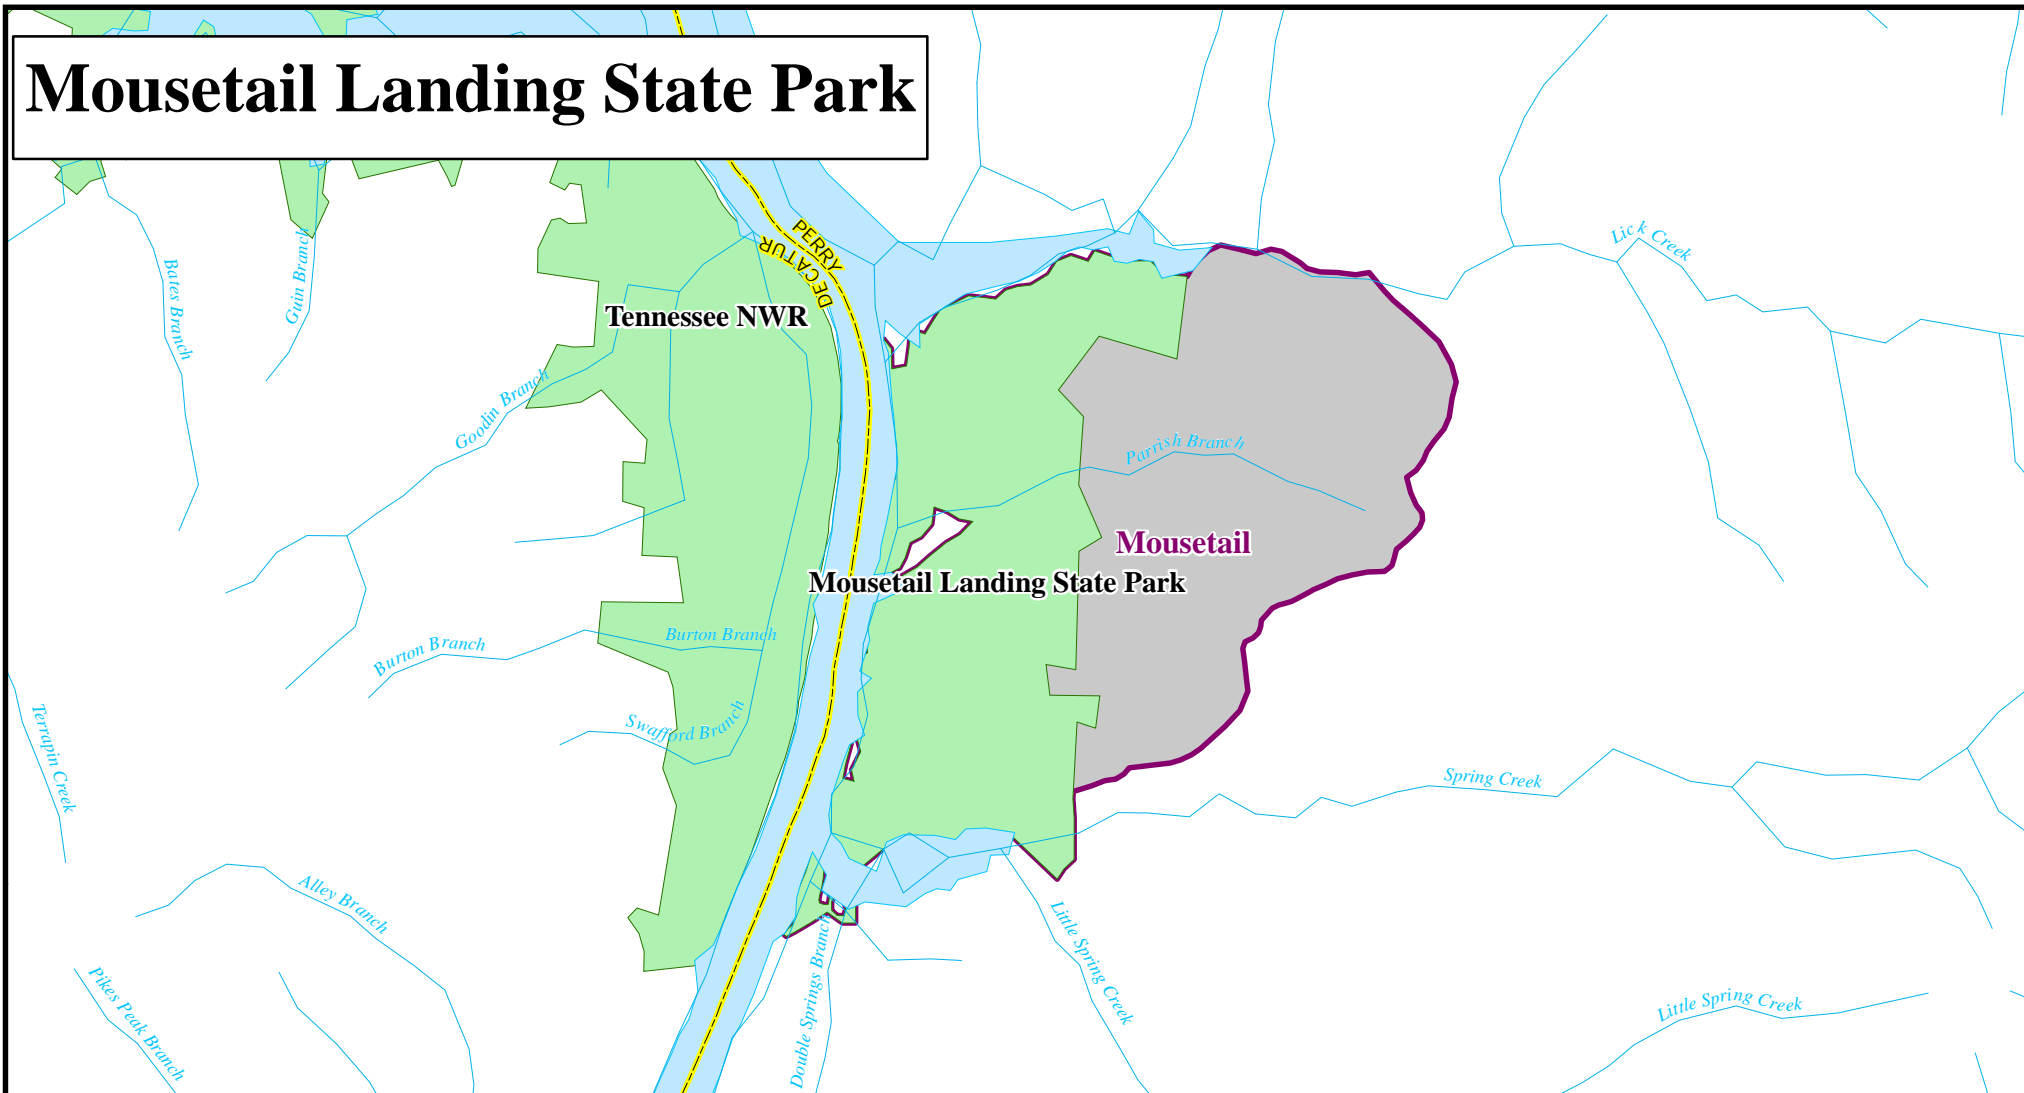 Mousetail Landing State Park
PERRY
DECATUR
Lick Creek
Bates Branch
Guin Branch
Tennessee NWR
Goodin Branch
Parrish Branch
Mousetail
Mousetail Landing State Park
Burton Branch
Burton Branch
Swafford Branch
Terrapin Creek
Spring Creek
Alley Branch
Little Spring Creek
Double Springs Branch
Pikes Peak Branch
Little Spring Creek